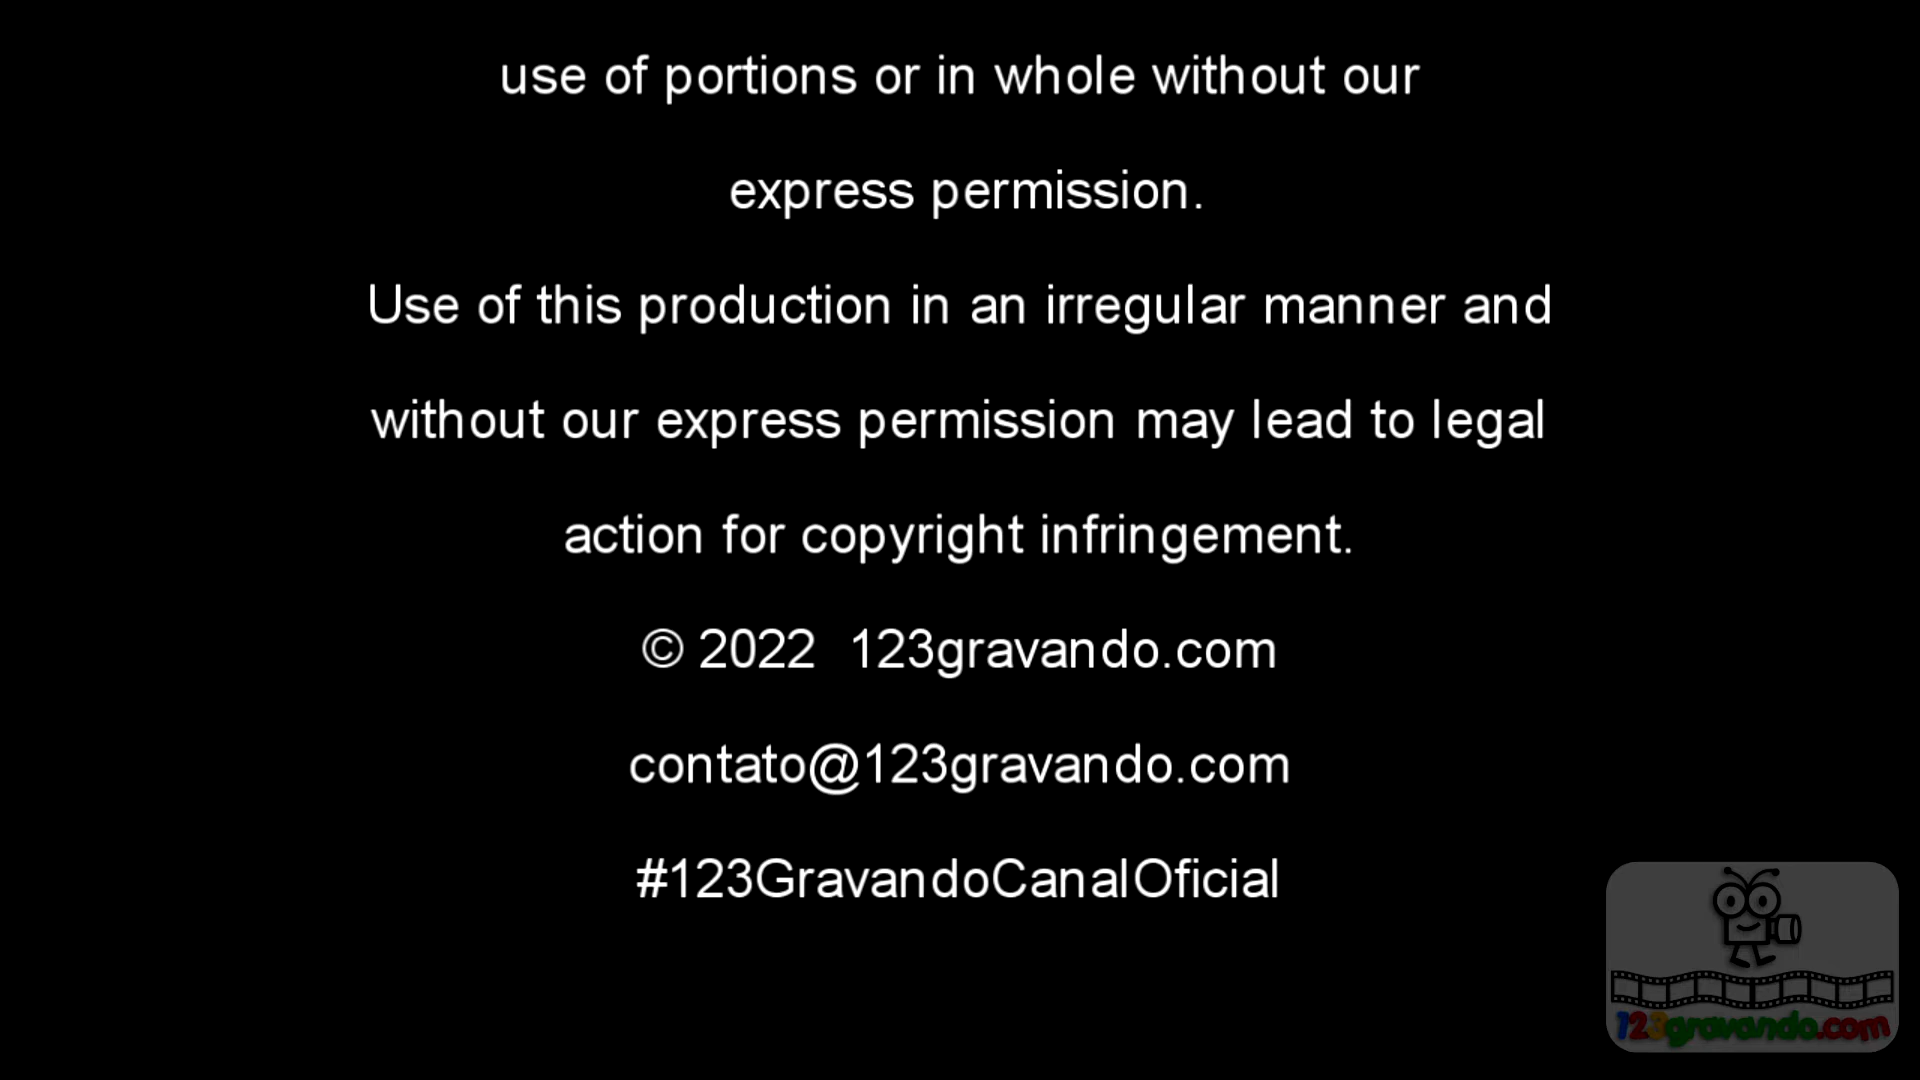 use of portions or in whole without our
express permission.
Use of this production in an irregular manner and
without our express permission may lead to legal
action for copyright infringement.
© 2022  123gravando.com
contato@123gravando.com
#123GravandoCanalOficial
123gravando.com